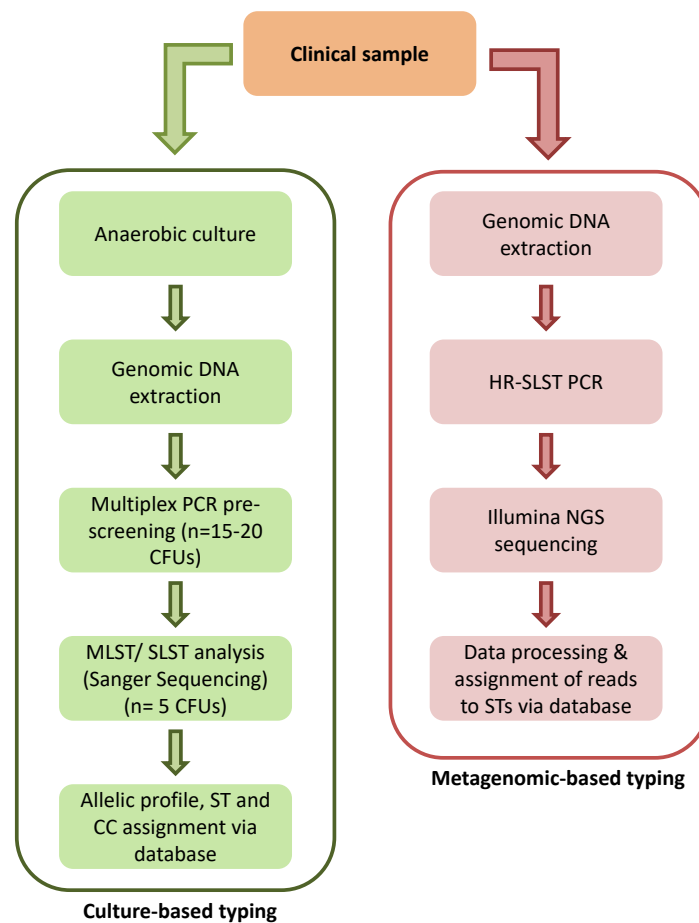 Clinical sample
Anaerobic culture
Genomic DNA
extraction
Multiplex PCR pre-
screening (n=15-20
CFUs)
MLST/ SLST analysis
(Sanger Sequencing)
(n= 5 CFUs)
Allelic profile, ST and
CC assignment via
database
Culture-based typing
Genomic DNA
extraction
HR-SLST PCR
Illumina NGS
sequencing
Data processing &
assignment of reads
to STs via database
Metagenomic-based typing